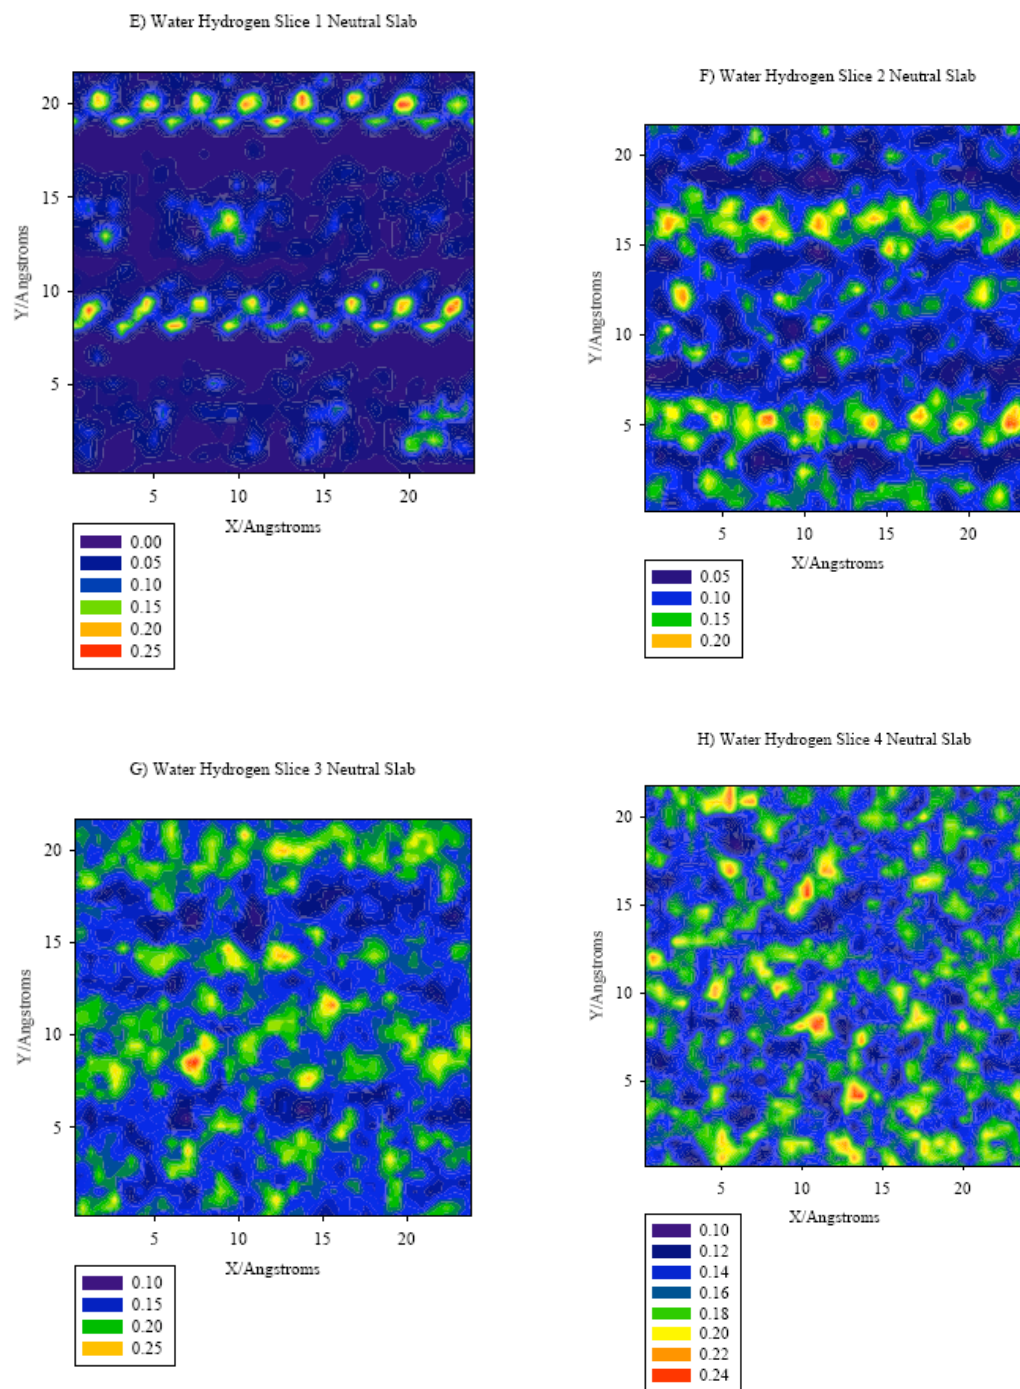 E) Water Hydrogen Slice 1 Neutral Slab
20
15
10
5
Y/Angstroms
5 10 15 20
X/Angstroms
0.00
0.05
0.10
0.15
0.20
0.25
F) Water Hydrogen Slice 2 Neutral Slab
20
15
10
5
Y/Angstroms
5 10 15 20
X/Angstroms
0.05
0.10
0.15
0.20
G) Water Hydrogen Slice 3 Neutral Slab
20
15
10
5
Y/Angstroms
5 10 15 20
X/Angstroms
0.10
0.15
0.20
0.25
H) Water Hydrogen Slice 4 Neutral Slab
20
15
10
5
Y/Angstroms
5 10 15 20
X/Angstroms
0.10
0.12
0.14
0.16
0.18
0.20
0.22
0.24